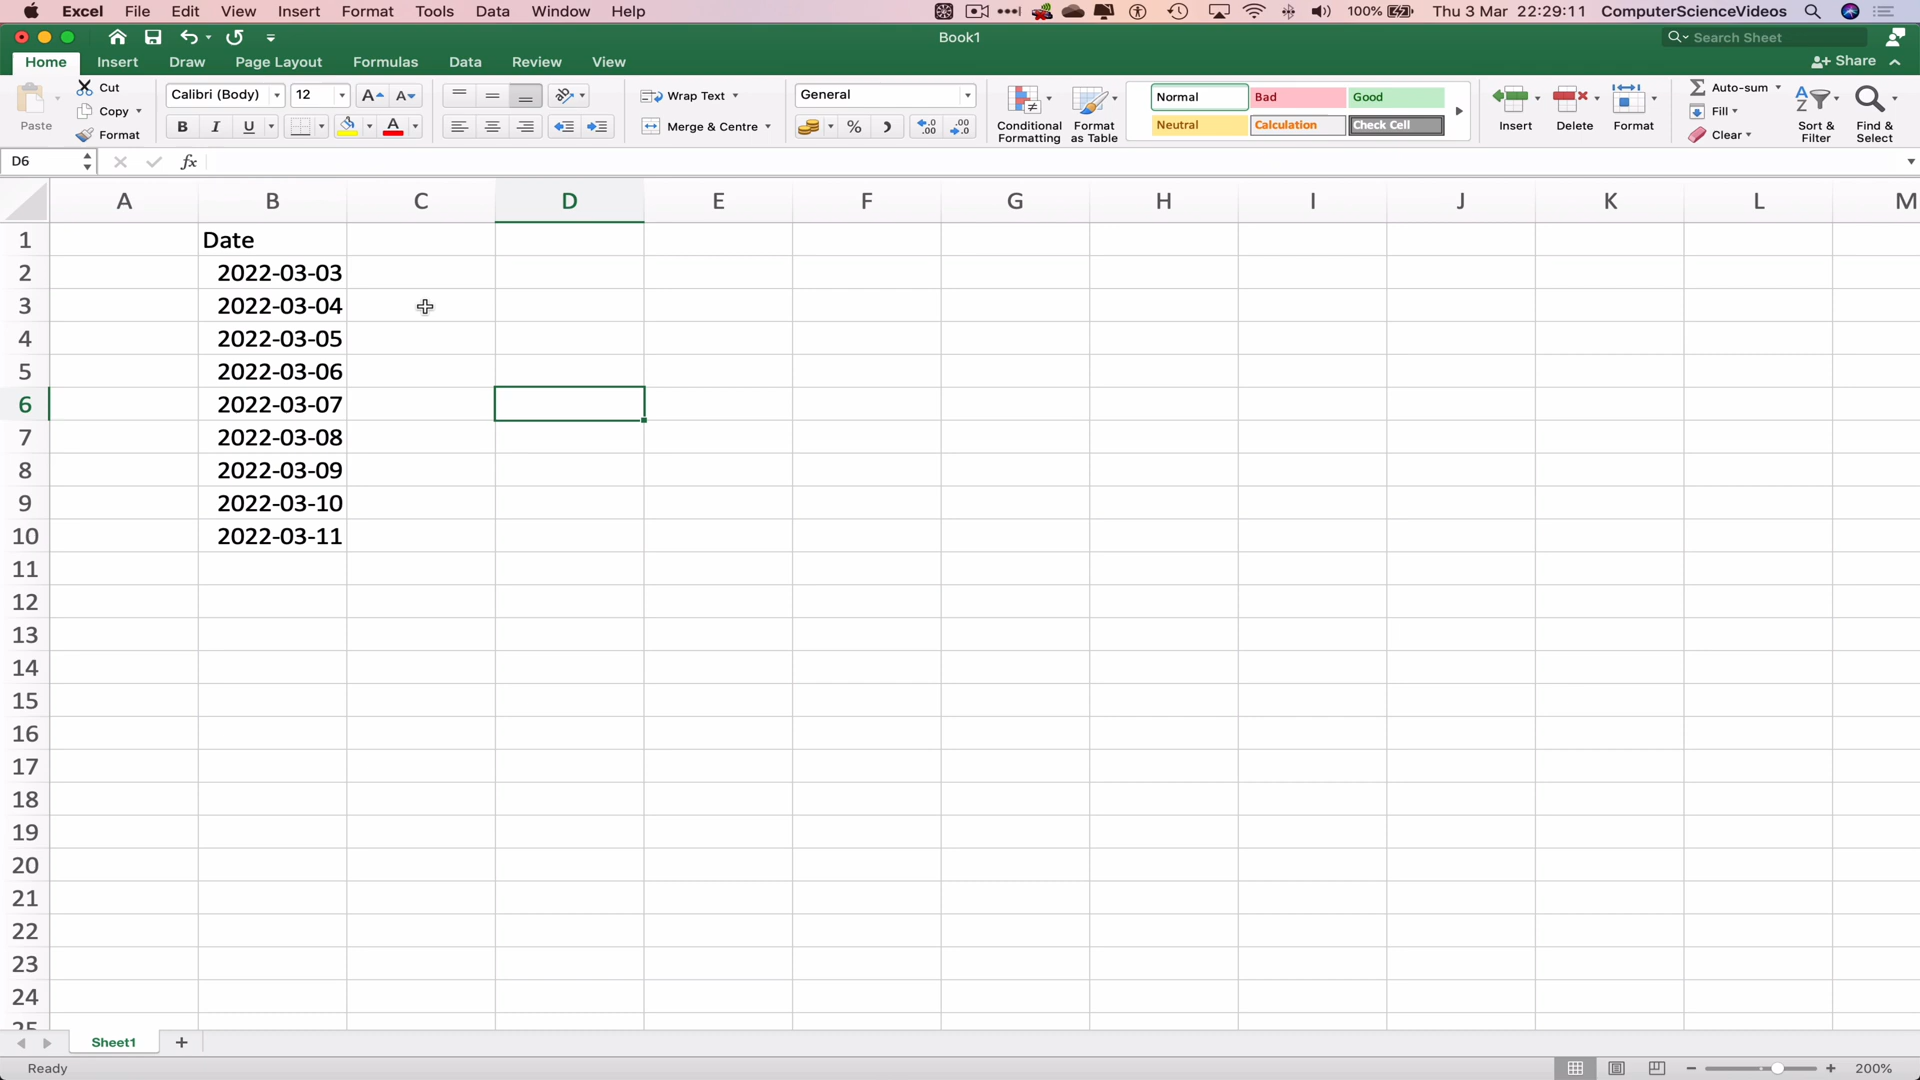 Excel File Edit View Insert Format Tools Data Window Help 100% Thu 3 Mar 22:29:11 ComputerScienceVideos
Book1 Search Sheet
Home Insert Draw Page Layout Formulas Data Review View Share
Paste Cut Copy Format
Calibri (Body) 12
B I U A
Wrap Text
Merge & Centre
General
%
Conditional Formatting
Format as Table
Normal Bad Good
Neutral Calculation Check Cell
Insert Delete Format
Auto-sum
Fill
Clear
Sort & Filter
Find & Select
D6 fx
A B C D E F G H I J K L M
1 Date
2 2022-03-03
3 2022-03-04
4 2022-03-05
5 2022-03-06
6 2022-03-07
7 2022-03-08
8 2022-03-09
9 2022-03-10
10 2022-03-11
11
12
13
14
15
16
17
18
19
20
21
22
23
24
25
Sheet1 +
Ready 200%